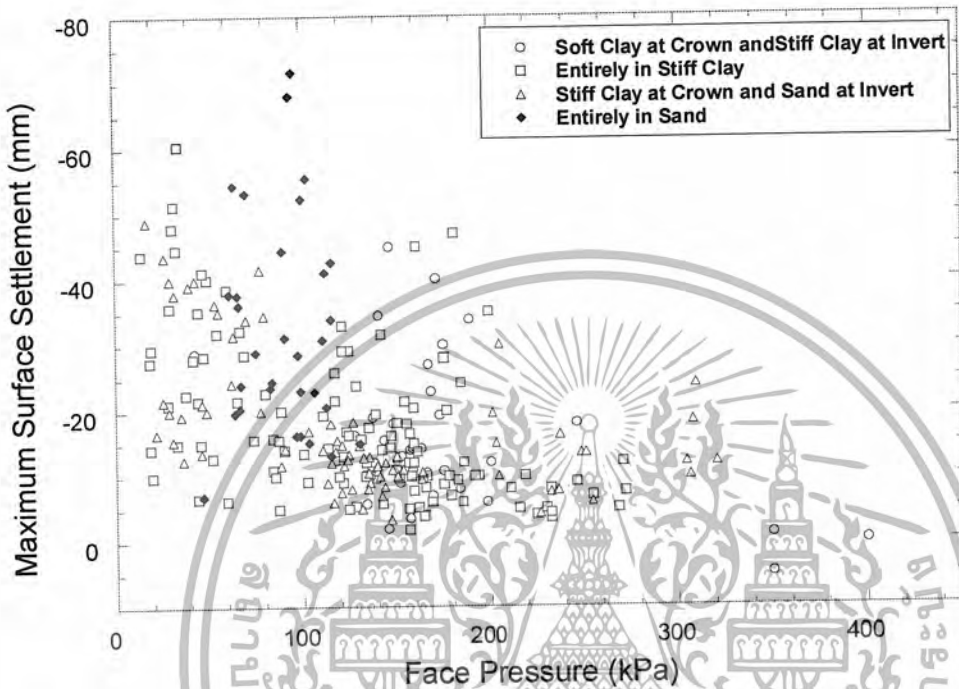 -80
-60
-40
-20
0
Maximum Surface Settlement (mm)
Soft Clay at Crown andStiff Clay at Invert
Entirely in Stiff Clay
Stiff Clay at Crown and Sand at Invert
Entirely in Sand
0
100
200
300
400
Face Pressure (kPa)